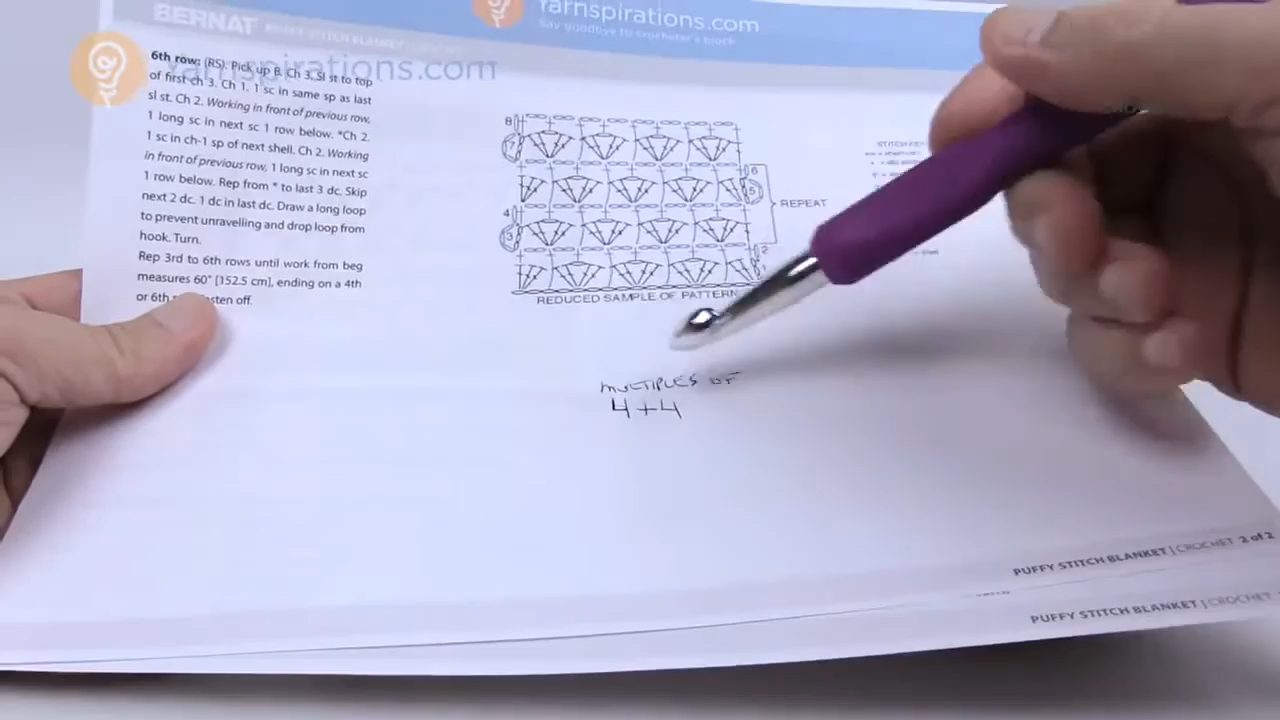 BERNAT PUFFY STITCH BLANKET | CROCHET
Yarnspirations.com
Say goodbye to crocheter's block
Yarnspirations.com
6th row: (RS). Pick up B. Ch 3. Sl st to top
of first ch 3. Ch 1. 1 sc in same sp as last
sl st. Ch 2. Working in front of previous row,
1 long sc in next sc 1 row below. *Ch 2.
1 sc in ch-1 sp of next shell. Ch 2. Working
in front of previous row, 1 long sc in next sc
1 row below. Rep from * to last 3 dc. Skip
next 2 dc. 1 dc in last dc. Draw a long loop
to prevent unravelling and drop loop from
hook. Turn.
Rep 3rd to 6th rows until work from beg
measures 60" [152.5 cm], ending on a 4th
or 6th
8
7
6
5
4
3
2
1
REPEAT
REDUCED SAMPLE OF PATTERN
STITCH KEY
MULTIPLES OF
4+4
PUFFY STITCH BLANKET | CROCHET 2 of 2
PUFFY STITCH BLANKET | CROCHET